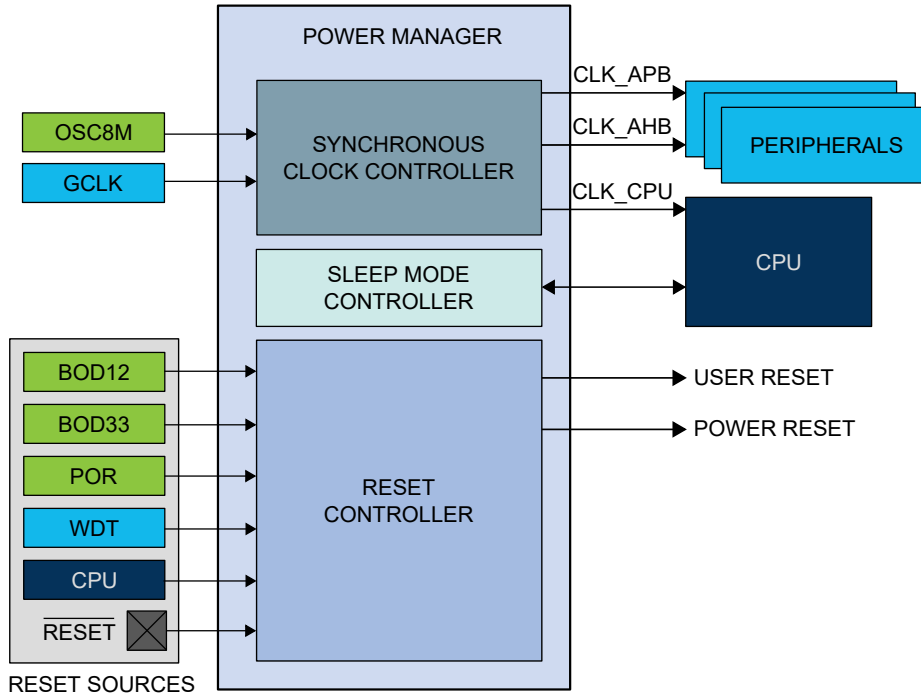 POWER MANAGER
CLK_APB
OSC8M
SYNCHRONOUS
CLOCK CONTROLLER
CLK_AHB
PERIPHERALS
GCLK
CLK_CPU
CPU
SLEEP MODE
CONTROLLER
BOD12
USER RESET
BOD33
POWER RESET
POR
RESET
CONTROLLER
WDT
CPU
RESET
RESET SOURCES